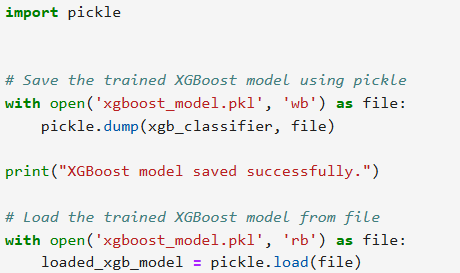 import pickle
# Save the trained XGBoost model using pickle
with open('xgboost_model.pkl', 'wb') as file:
    pickle.dump(xgb_classifier, file)
print("XGBoost model saved successfully.")
# Load the trained XGBoost model from file
with open('xgboost_model.pkl', 'rb') as file:
    loaded_xgb_model = pickle.load(file)